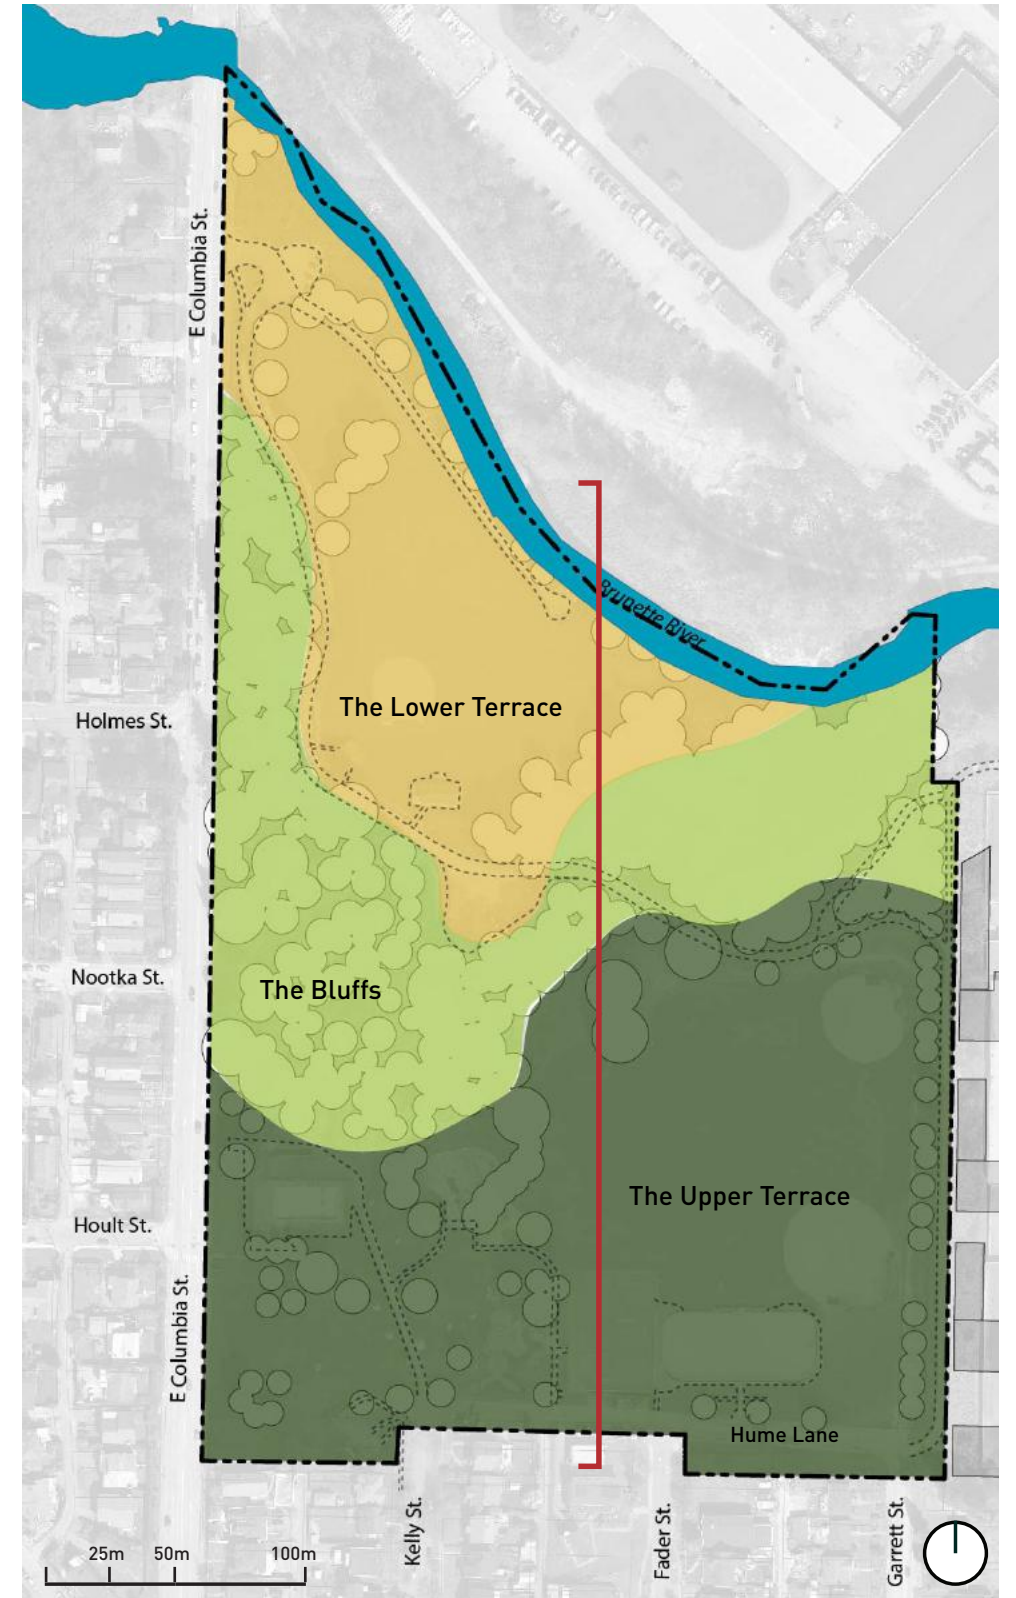 E Columbia St.
Brunette River
The Lower Terrace
Holmes St.
Nootka St.
The Bluffs
The Upper Terrace
Hoult St.
E Columbia St.
Hume Lane
Kelly St.
Fader St.
Garrett St.
25m 50m 100m